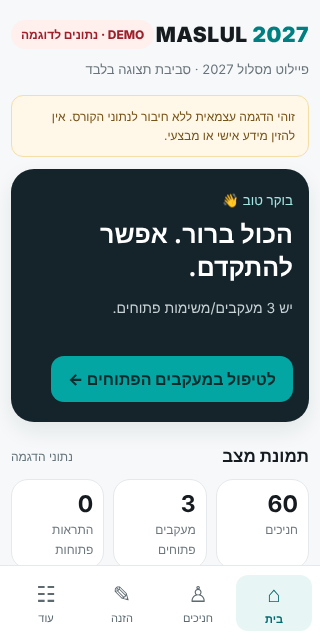 MASLUL 2027
DEMO · נתונים לדוגמה
פיילוט מסלול 2027 · סביבת תצוגה בלבד
זוהי הדגמה עצמאית ללא חיבור לנתוני הקורס. אין
להזין מידע אישי או מבצעי.
בוקר טוב 👋
הכול ברור. אפשר
להתקדם.
יש 3 מעקבים/משימות פתוחים.
לטיפול במעקבים הפתוחים ←
תמונת מצב
נתוני הדגמה
60
חניכים
3
מעקבים
פתוחים
0
התראות
פתוחות
בית
חניכים
הזנה
עוד